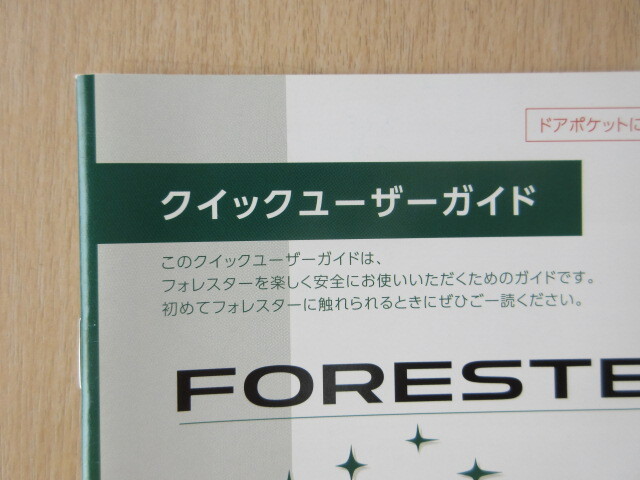 ドアポケットに
クイックユーザーガイド
このクイックユーザーガイドは、
フォレスターを楽しく安全にお使いいただくためのガイドです。
初めてフォレスターに触れられるときにぜひご一読ください。
FORESTE